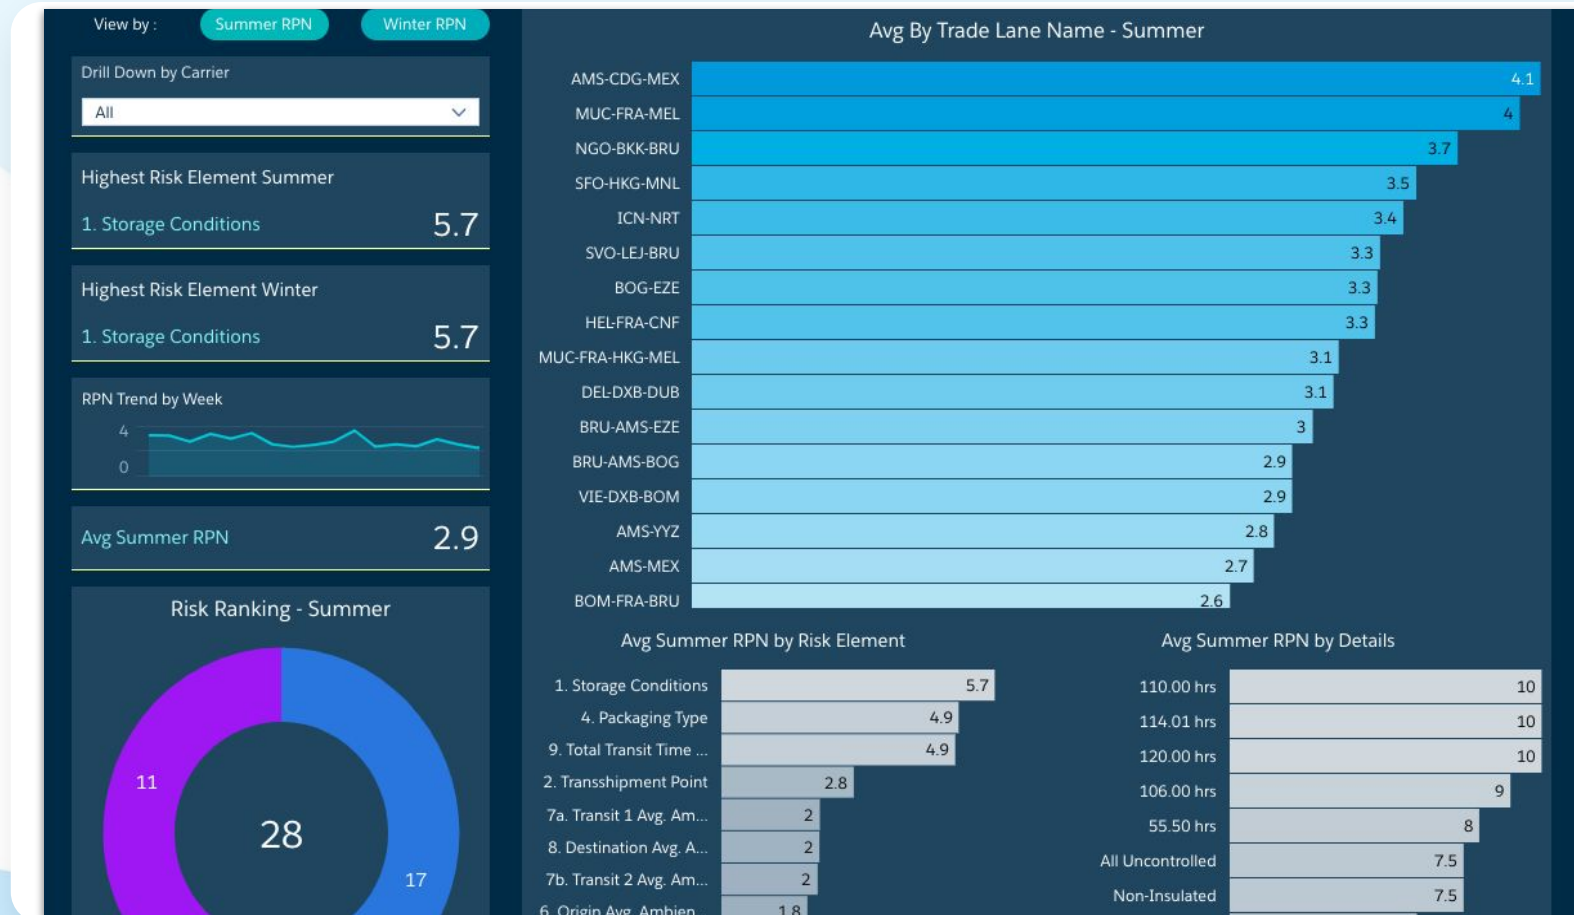 View by :
Summer RPN
Winter RPN
Drill Down by Carrier
All
Highest Risk Element Summer
1. Storage Conditions 5.7
Highest Risk Element Winter
1. Storage Conditions 5.7
RPN Trend by Week
4
0
Avg Summer RPN 2.9
Risk Ranking - Summer
11
28
17
Avg By Trade Lane Name - Summer
AMS-CDG-MEX 4.1
MUC-FRA-MEL 4
NGO-BKK-BRU 3.7
SFO-HKG-MNL 3.5
ICN-NRT 3.4
SVO-LEJ-BRU 3.3
BOG-EZE 3.3
HEL-FRA-CNF 3.3
MUC-FRA-HKG-MEL 3.1
DEL-DXB-DUB 3.1
BRU-AMS-EZE 3
BRU-AMS-BOG 2.9
VIE-DXB-BOM 2.9
AMS-YYZ 2.8
AMS-MEX 2.7
BOM-FRA-BRU 2.6
Avg Summer RPN by Risk Element
1. Storage Conditions 5.7
4. Packaging Type 4.9
9. Total Transit Time ... 4.9
2. Transshipment Point 2.8
7a. Transit 1 Avg. Am... 2
8. Destination Avg. A... 2
7b. Transit 2 Avg. Am... 2
6. Origin Avg. Ambien... 1.8
Avg Summer RPN by Details
110.00 hrs 10
114.01 hrs 10
120.00 hrs 10
106.00 hrs 9
55.50 hrs 8
All Uncontrolled 7.5
Non-Insulated 7.5